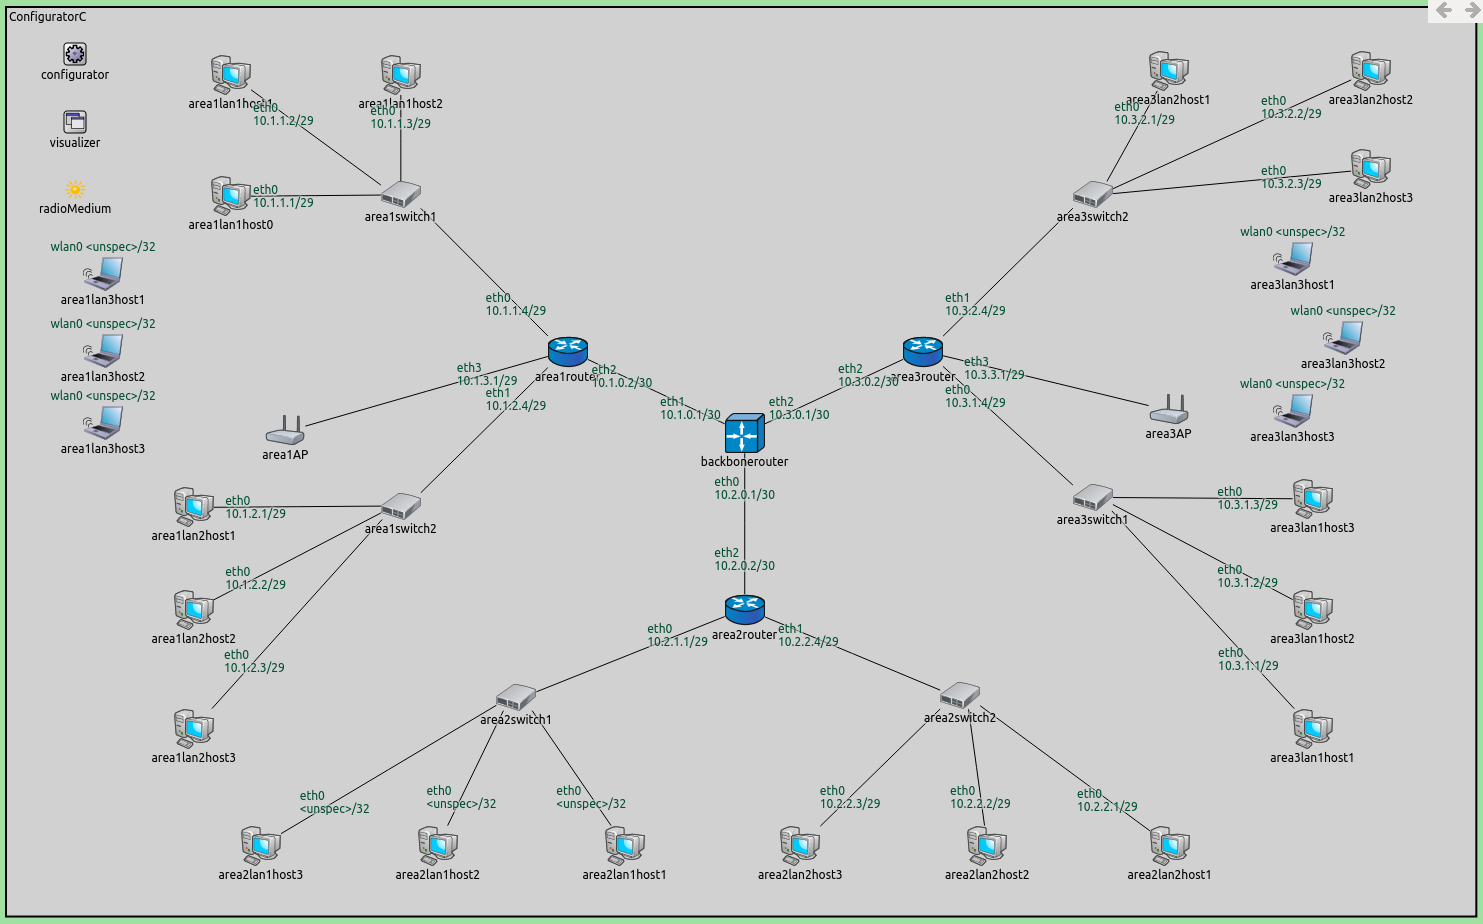 ConfiguratorC
configurator
visualizer
radioMedium
area1lan1host1
eth0
10.1.1.2/29
area1lan1host2
eth0
10.1.1.3/29
area1lan1host0
eth0
10.1.1.1/29
area1switch1
area3lan2host1
eth0
10.3.2.1/29
area3lan2host2
eth0
10.3.2.2/29
area3lan2host3
eth0
10.3.2.3/29
area3switch2
wlan0 <unspec>/32
area1lan3host1
wlan0 <unspec>/32
area1lan3host2
wlan0 <unspec>/32
area1lan3host3
wlan0 <unspec>/32
area3lan3host1
wlan0 <unspec>/32
area3lan3host2
wlan0 <unspec>/32
area3lan3host3
eth0
10.1.1.4/29
eth3
10.1.3.1/29
area1router
eth2
10.1.0.2/30
eth1
10.1.2.4/29
eth1
10.1.0.1/30
eth1
10.3.2.4/29
eth2
10.3.0.2/30
area3router
eth3
10.3.3.1/29
eth0
10.3.1.4/29
eth2
10.3.0.1/30
area1AP
area3AP
backbonerouter
eth0
10.2.0.1/30
eth2
10.2.0.2/30
area1lan2host1
eth0
10.1.2.1/29
area1switch2
area1lan2host2
eth0
10.1.2.2/29
area1lan2host3
eth0
10.1.2.3/29
area3switch1
eth0
10.3.1.3/29
area3lan1host3
eth0
10.3.1.2/29
area3lan1host2
eth0
10.3.1.1/29
area3lan1host1
eth0
10.2.1.1/29
area2router
eth1
10.2.2.4/29
area2switch1
area2switch2
eth0
<unspec>/32
area2lan1host3
eth0
<unspec>/32
area2lan1host2
eth0
<unspec>/32
area2lan1host1
eth0
10.2.2.3/29
area2lan2host3
eth0
10.2.2.2/29
area2lan2host2
eth0
10.2.2.1/29
area2lan2host1